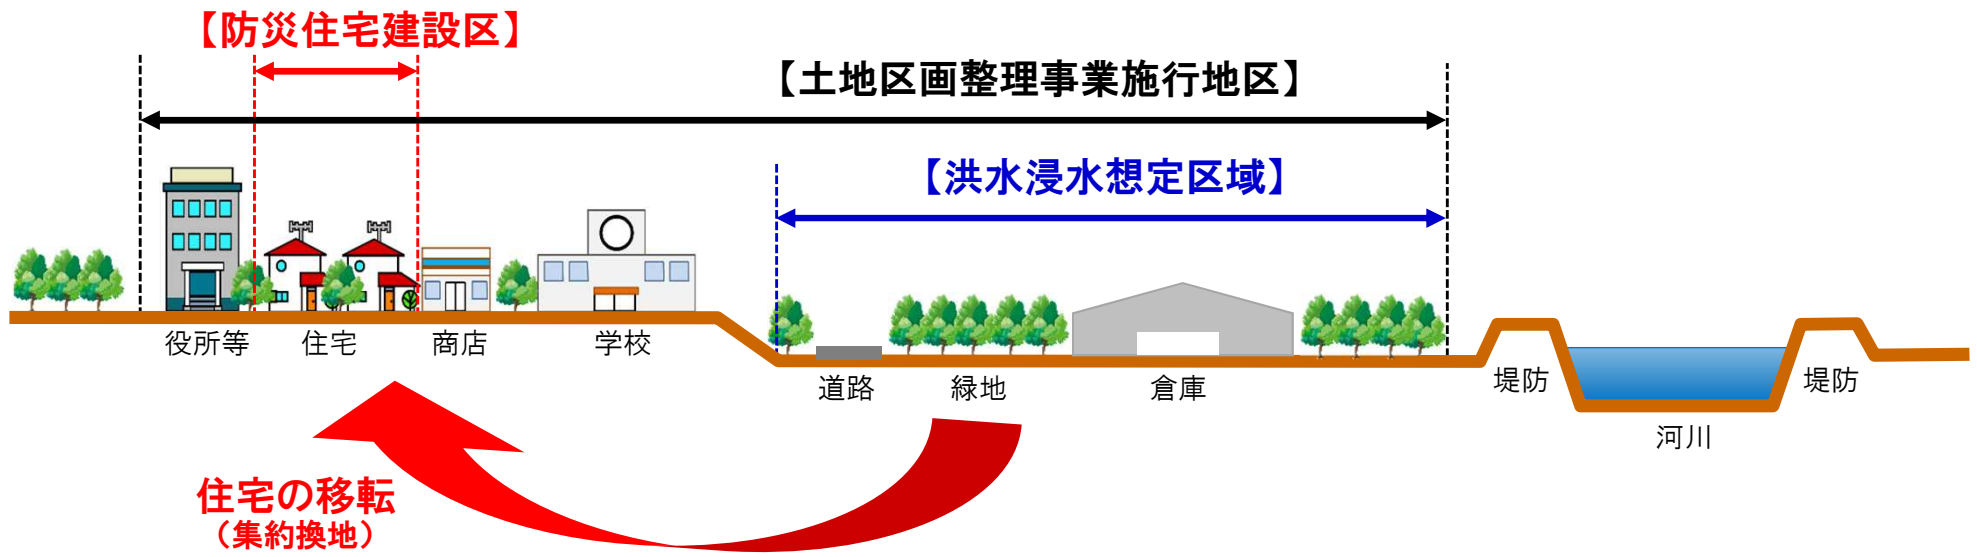 【防災住宅建設区】
【土地区画整理事業施行地区】
【洪水浸水想定区域】
役所等
住宅
商店
学校
道路
緑地
倉庫
堤防
堤防
河川
住宅の移転
（集約換地）